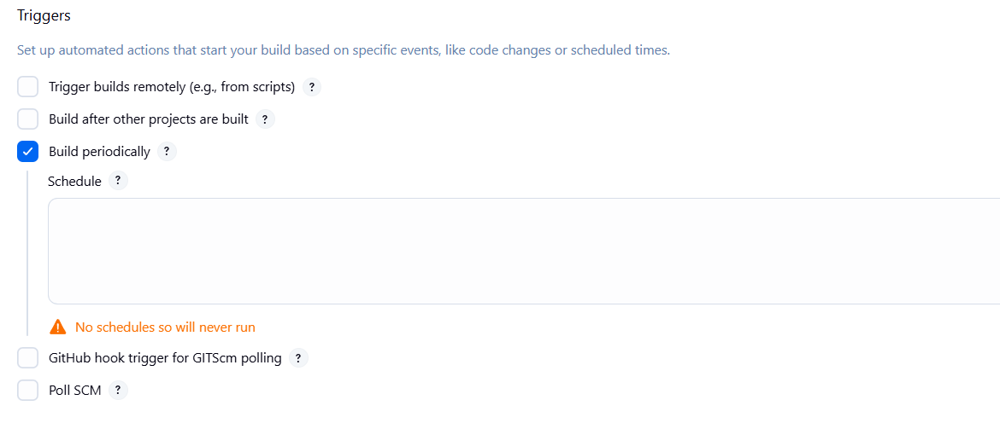 Triggers
Set up automated actions that start your build based on specific events, like code changes or scheduled times.
Trigger builds remotely (e.g., from scripts) ?
Build after other projects are built ?
Build periodically ?
Schedule ?
No schedules so will never run
GitHub hook trigger for GITScm polling ?
Poll SCM ?